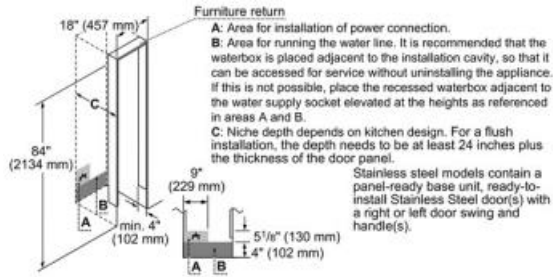 Furniture return
18" (457 mm)
A: Area for installation of power connection.
B: Area for running the water line. It is recommended that the
waterbox is placed adjacent to the installation cavity, so that it
can be accessed for service without uninstalling the appliance.
If this is not possible, place the recessed waterbox adjacent to
the water supply socket elevated at the heights as referenced
in areas A and B.
C: Niche depth depends on kitchen design. For a flush
installation, the depth needs to be at least 24 inches plus
the thickness of the door panel.
Stainless steel models contain a
panel-ready base unit, ready-to-
install Stainless Steel door(s) with
a right or left door swing and
handle(s).
C
84"
(2134 mm)
A
B
min. 4"
(102 mm)
9"
(229 mm)
5¹/₈" (130 mm)
4" (102 mm)
A
B